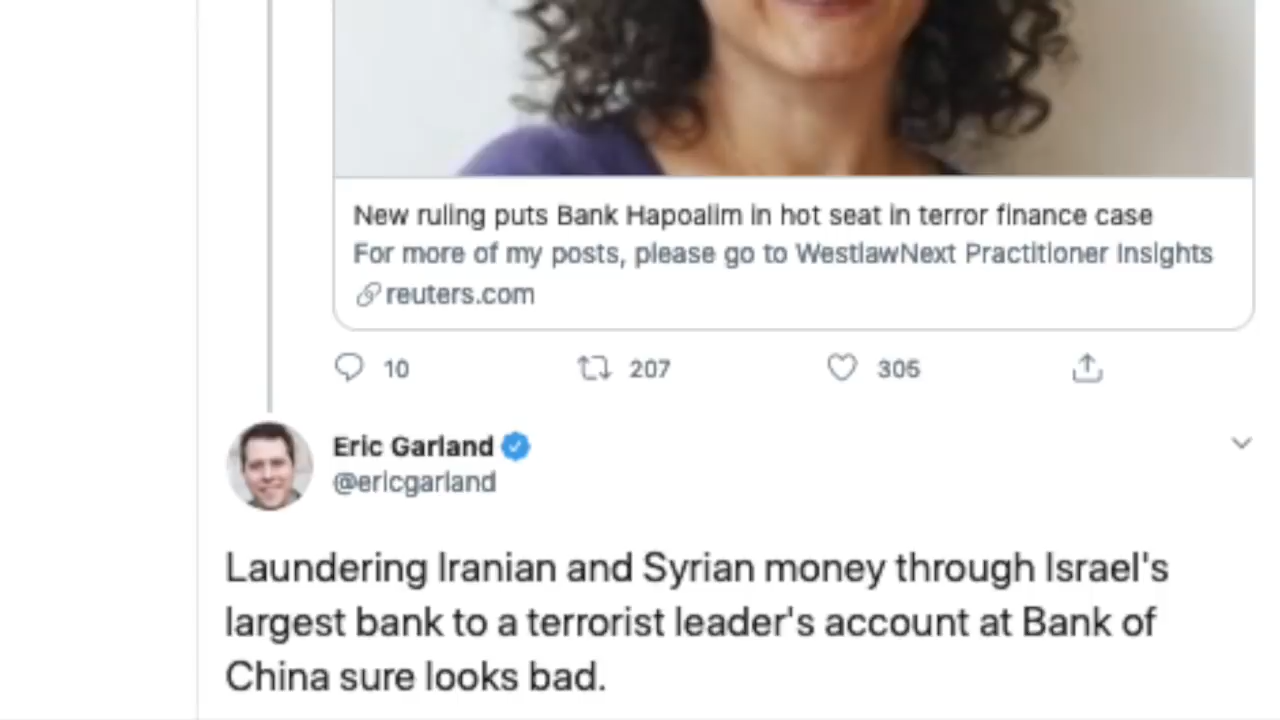 New ruling puts Bank Hapoalim in hot seat in terror finance case
For more of my posts, please go to WestlawNext Practitioner Insights
reuters.com
10 207 305
Eric Garland
@ericgarland
Laundering Iranian and Syrian money through Israel's
largest bank to a terrorist leader's account at Bank of
China sure looks bad.